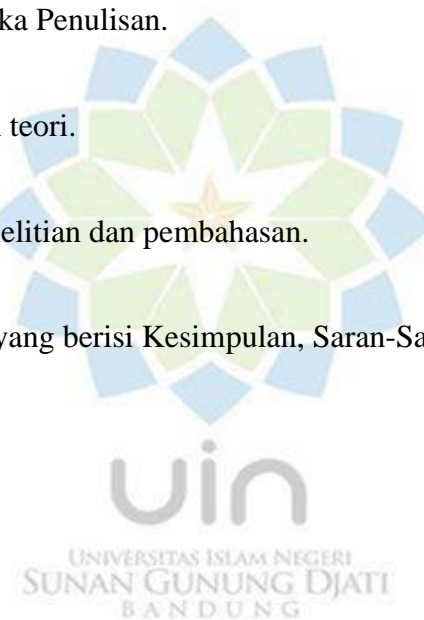 ka Penulisan.
teori.
elitian dan pembahasan.
yang berisi Kesimpulan, Saran-Sa
uin
UNIVERSITAS ISLAM NEGERI
SUNAN GUNUNG DJATI
BANDUNG